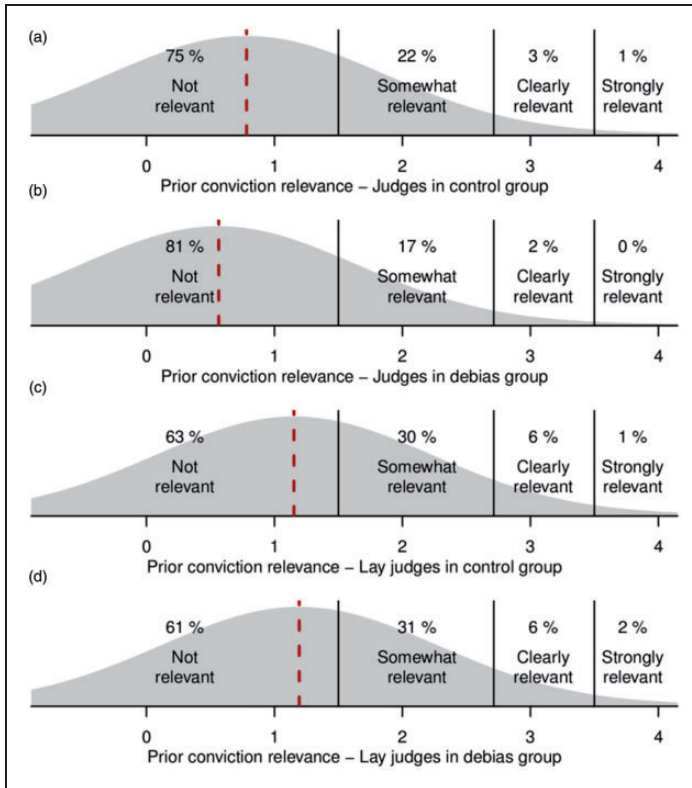 (a)
75 % 22 % 3 % 1 %
Not Somewhat Clearly Strongly
relevant relevant relevant relevant
0 1 2 3 4
Prior conviction relevance – Judges in control group
(b)
81 % 17 % 2 % 0 %
Not Somewhat Clearly Strongly
relevant relevant relevant relevant
0 1 2 3 4
Prior conviction relevance – Judges in debias group
(c)
63 % 30 % 6 % 1 %
Not Somewhat Clearly Strongly
relevant relevant relevant relevant
0 1 2 3 4
Prior conviction relevance – Lay judges in control group
(d)
61 % 31 % 6 % 2 %
Not Somewhat Clearly Strongly
relevant relevant relevant relevant
0 1 2 3 4
Prior conviction relevance – Lay judges in debias group